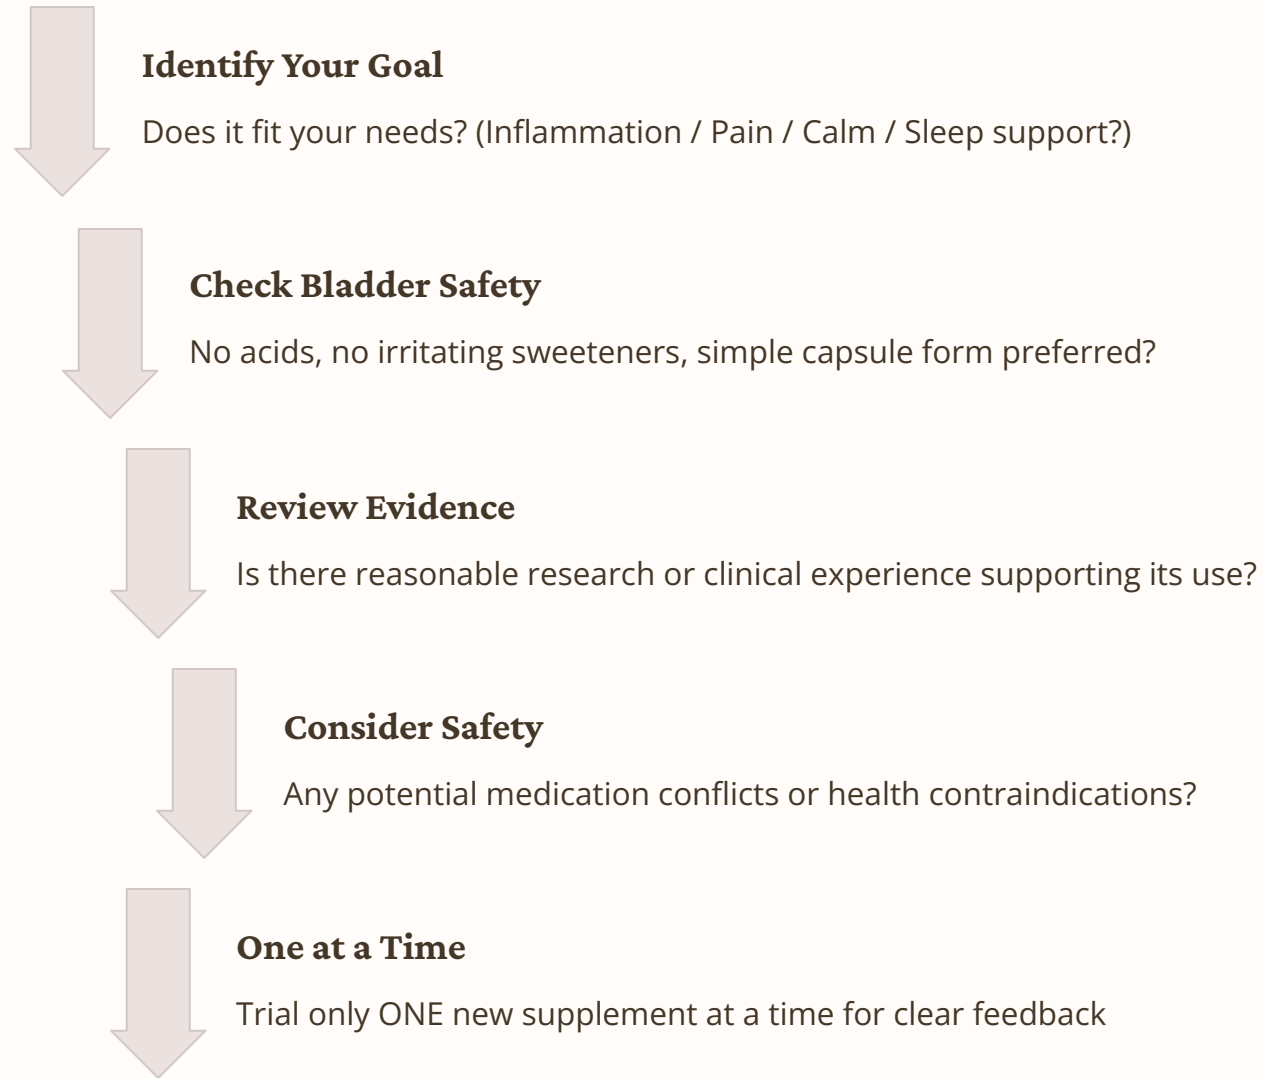 Identify Your Goal
Does it fit your needs? (Inflammation / Pain / Calm / Sleep support?)
Check Bladder Safety
No acids, no irritating sweeteners, simple capsule form preferred?
Review Evidence
Is there reasonable research or clinical experience supporting its use?
Consider Safety
Any potential medication conflicts or health contraindications?
One at a Time
Trial only ONE new supplement at a time for clear feedback